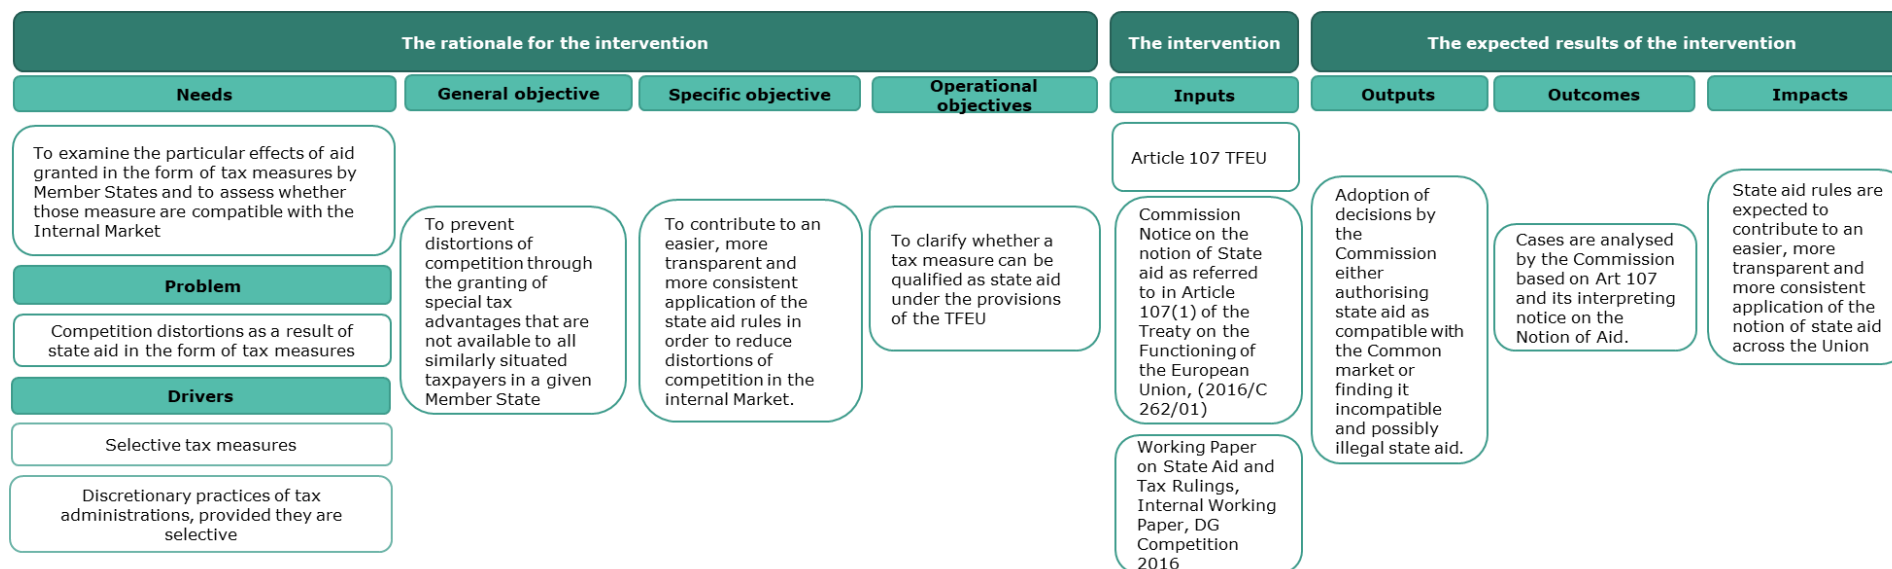 The rationale for the intervention
The intervention
The expected results of the intervention
Needs
General objective
Specific objective
Operational
objectives
Inputs
Outputs
Outcomes
Impacts
To examine the particular effects of aid
granted in the form of tax measures by
Member States and to assess whether
those measure are compatible with the
Internal Market
Problem
Competition distortions as a result of
state aid in the form of tax measures
Drivers
Selective tax measures
Discretionary practices of tax
administrations, provided they are
selective
To prevent
distortions of
competition through
the granting of
special tax
advantages that are
not available to all
similarly situated
taxpayers in a given
Member State
To contribute to an
easier, more
transparent and
more consistent
application of the
state aid rules in
order to reduce
distortions of
competition in the
internal Market.
To clarify whether a
tax measure can be
qualified as state aid
under the provisions
of the TFEU
Article 107 TFEU
Commission
Notice on the
notion of State
aid as referred
to in Article
107(1) of the
Treaty on the
Functioning of
the European
Union, (2016/C
262/01)
Working Paper
on State Aid and
Tax Rulings,
Internal Working
Paper, DG
Competition
2016
Adoption of
decisions by
the
Commission
either
authorising
state aid as
compatible with
the Common
market or
finding it
incompatible
and possibly
illegal state aid.
Cases are analysed
by the Commission
based on Art 107
and its interpreting
notice on the
Notion of Aid.
State aid rules are
expected to
contribute to an
easier, more
transparent and
more consistent
application of the
notion of state aid
across the Union